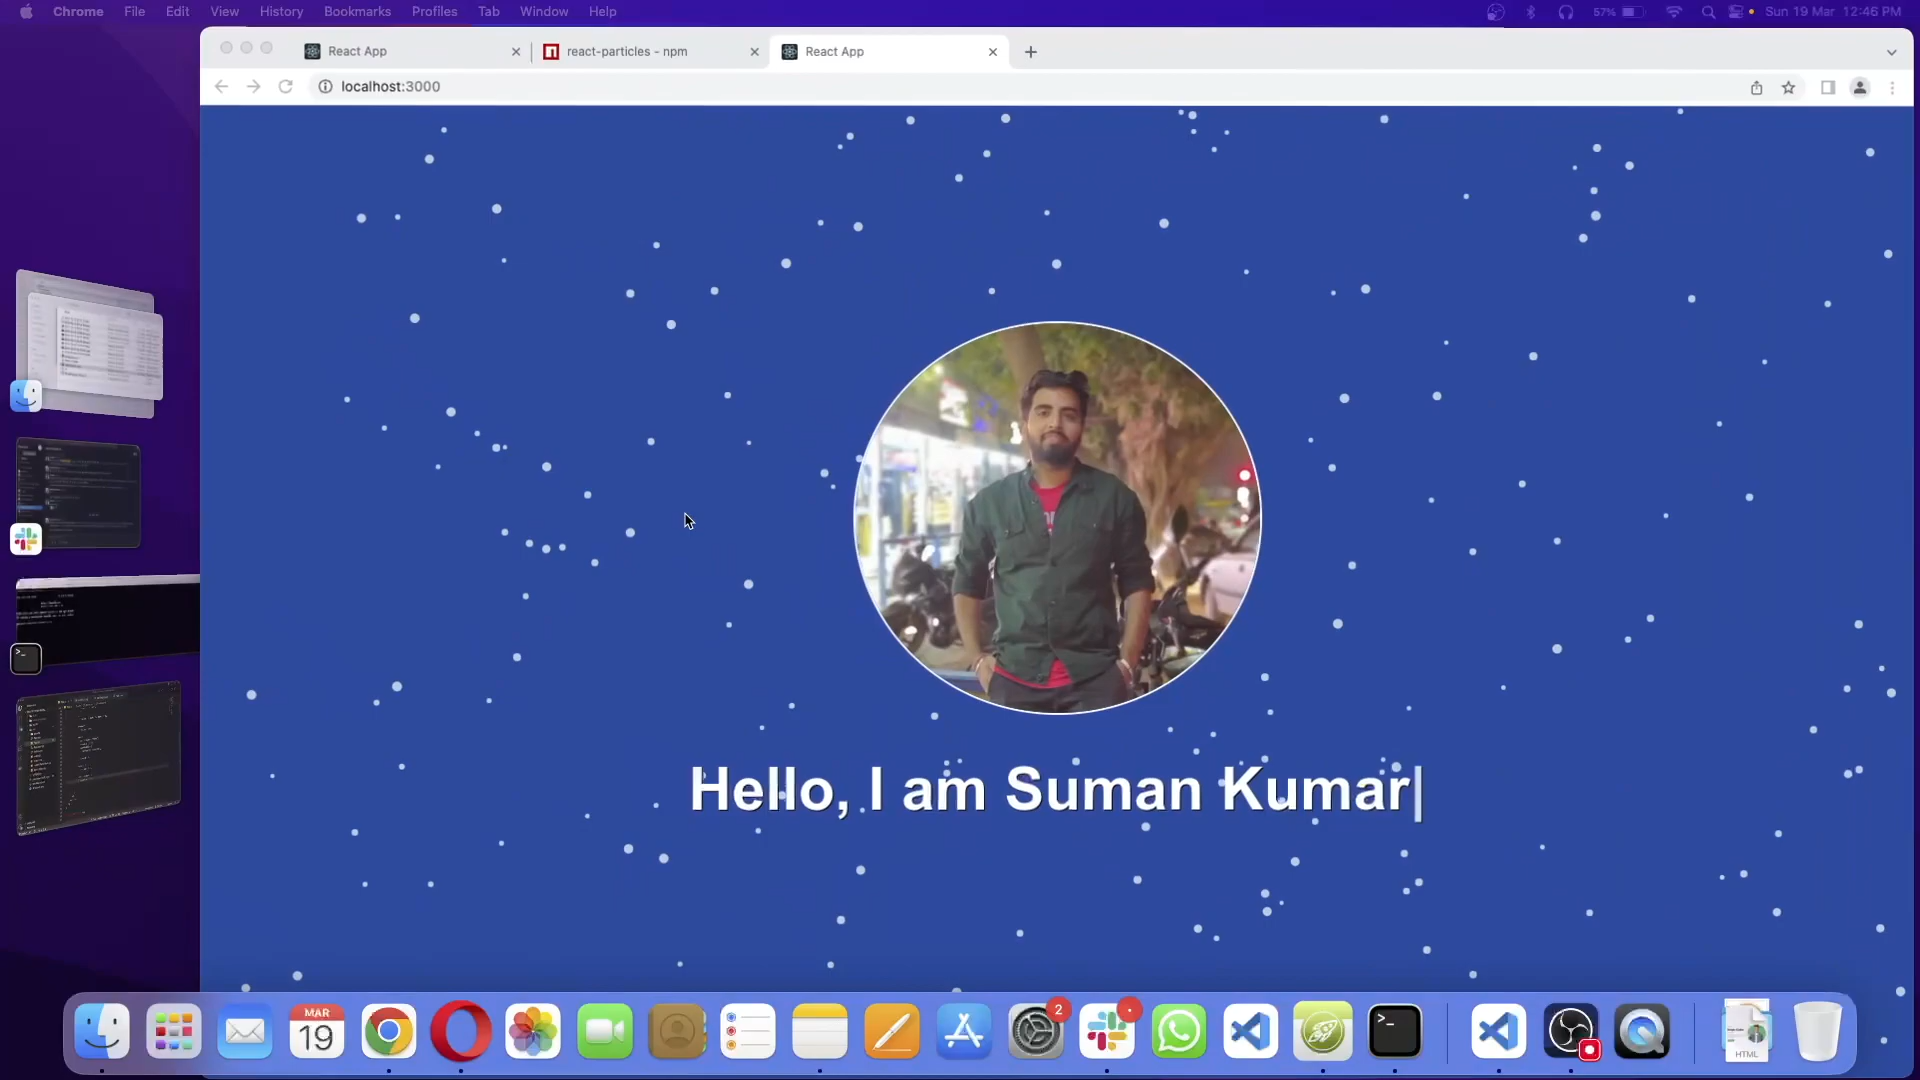 Chrome File Edit View History Bookmarks Profiles Tab Window Help
57% Sun 19 Mar 12:46 PM
React App
react-particles - npm
React App
localhost:3000
Hello, I am Suman Kumar
MAR
19
2
HTML